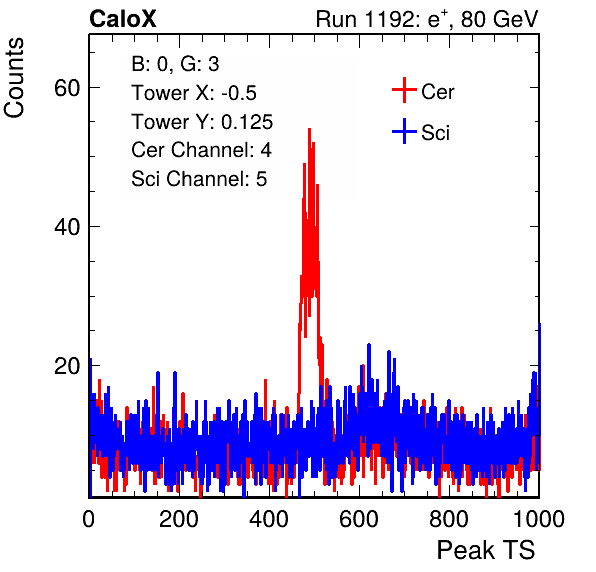 CaloX Run 1192: e⁺, 80 GeV
Counts
B: 0, G: 3
Tower X: -0.5
Tower Y: 0.125
Cer Channel: 4
Sci Channel: 5
Cer
Sci
60
40
20
0 200 400 600 800 1000
Peak TS